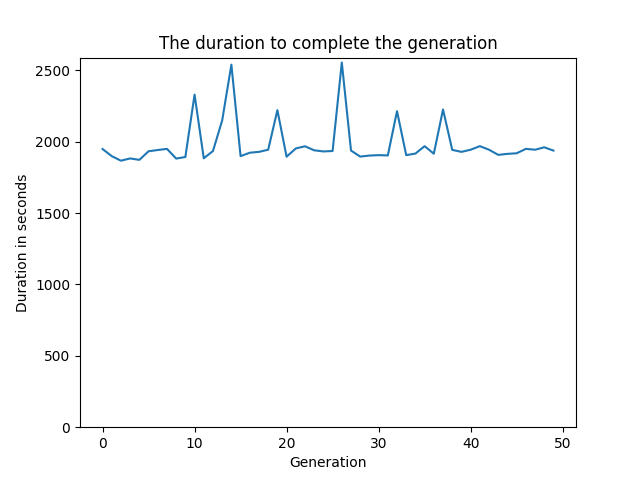 The duration to complete the generation
2500
2000
1500
1000
500
0
Duration in seconds
0 10 20 30 40 50
Generation